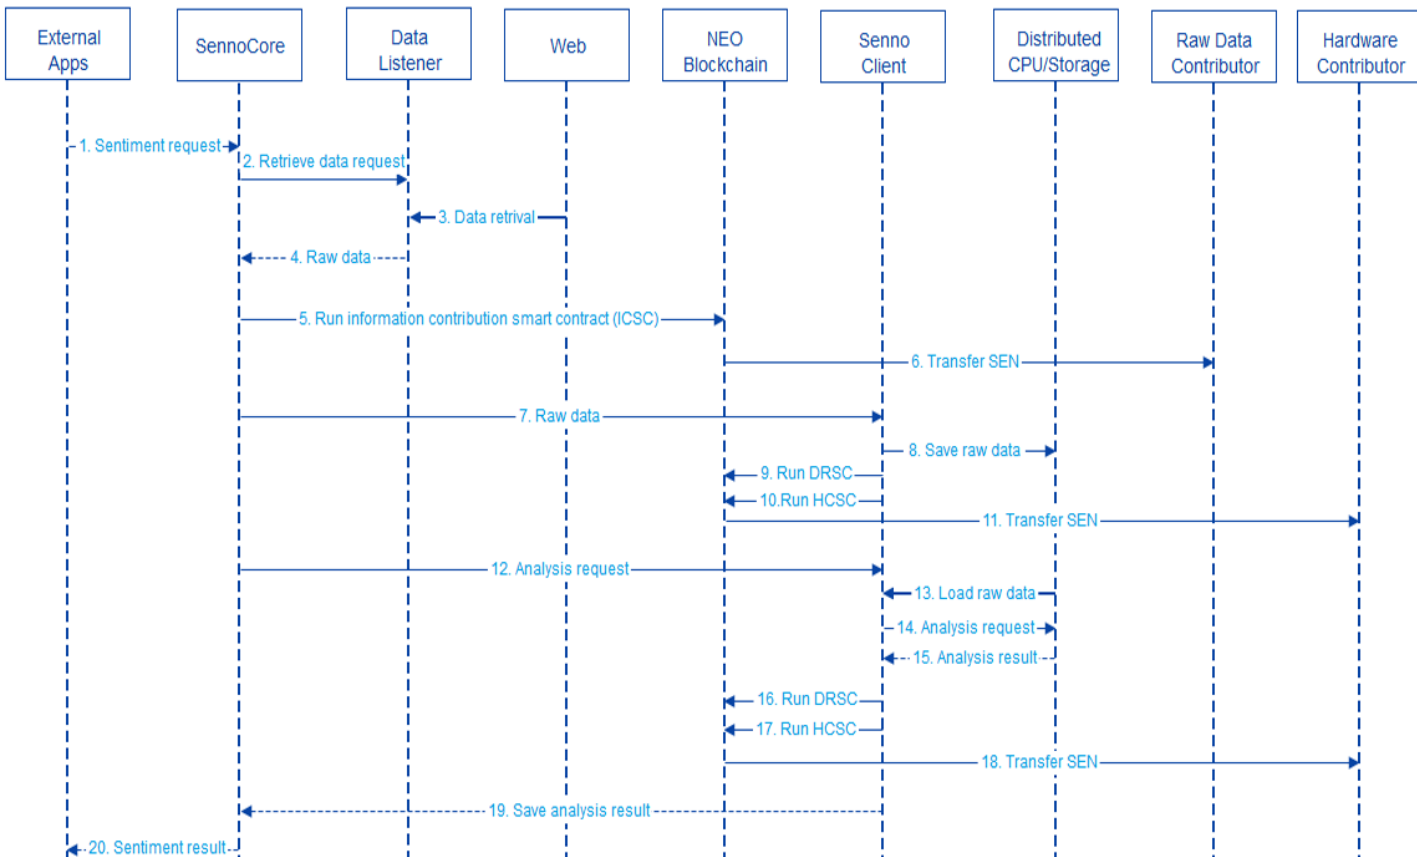 External
Apps
SennoCore
Data
Listener
Web
NEO
Blockchain
Senno
Client
Distributed
CPU/Storage
Raw Data
Contributor
Hardware
Contributor
1. Sentiment request
2. Retrieve data request
3. Data retrival
4. Raw data
5. Run information contribution smart contract (ICSC)
6. Transfer SEN
7. Raw data
8. Save raw data
9. Run DRSC
10.Run HCSC
11. Transfer SEN
12. Analysis request
13. Load raw data
14. Analysis request
15. Analysis result
16. Run DRSC
17. Run HCSC
18. Transfer SEN
19. Save analysis result
20. Sentiment result